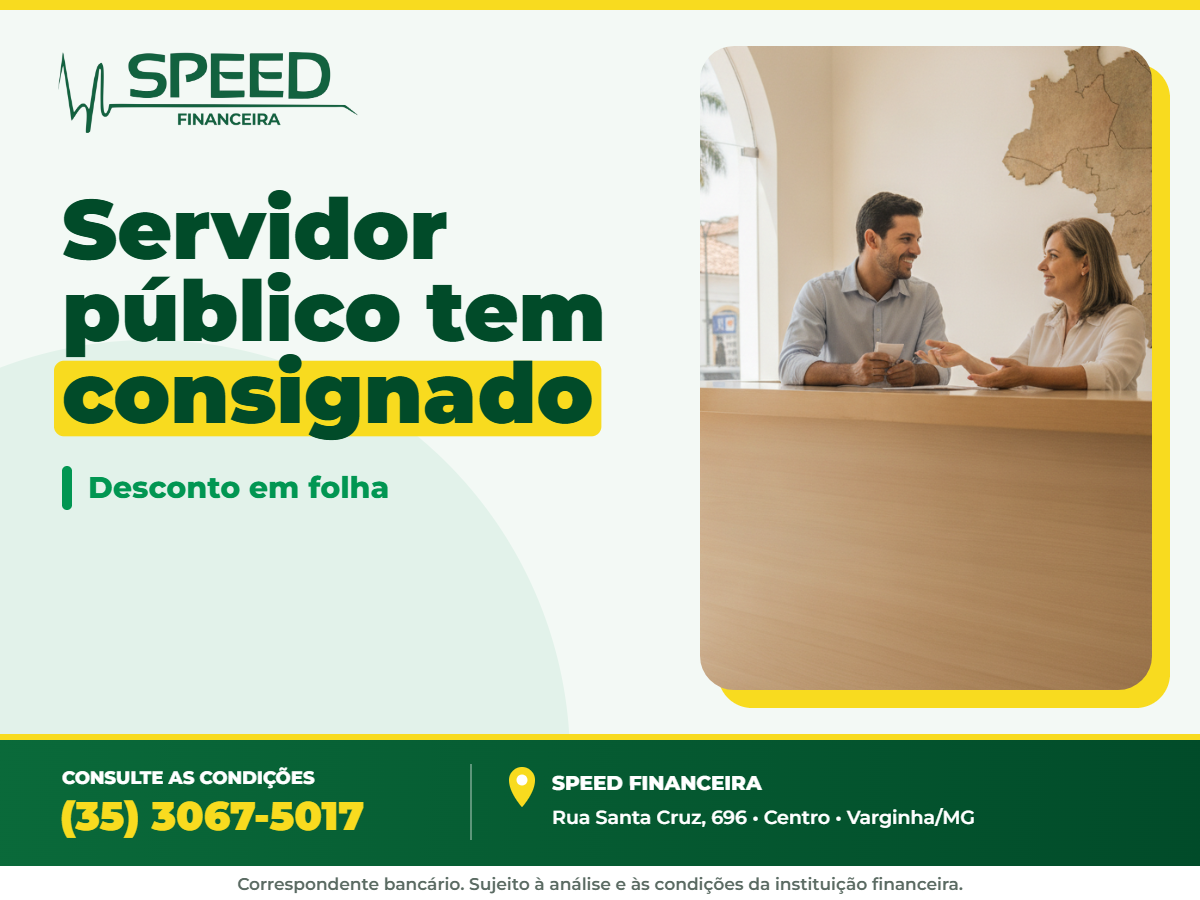 SPEED
FINANCEIRA
Servidor
público tem
consignado
Desconto em folha
CONSULTE AS CONDIÇÕES
(35) 3067-5017
SPEED FINANCEIRA
Rua Santa Cruz, 696 • Centro • Varginha/MG
Correspondente bancário. Sujeito à análise e às condições da instituição financeira.